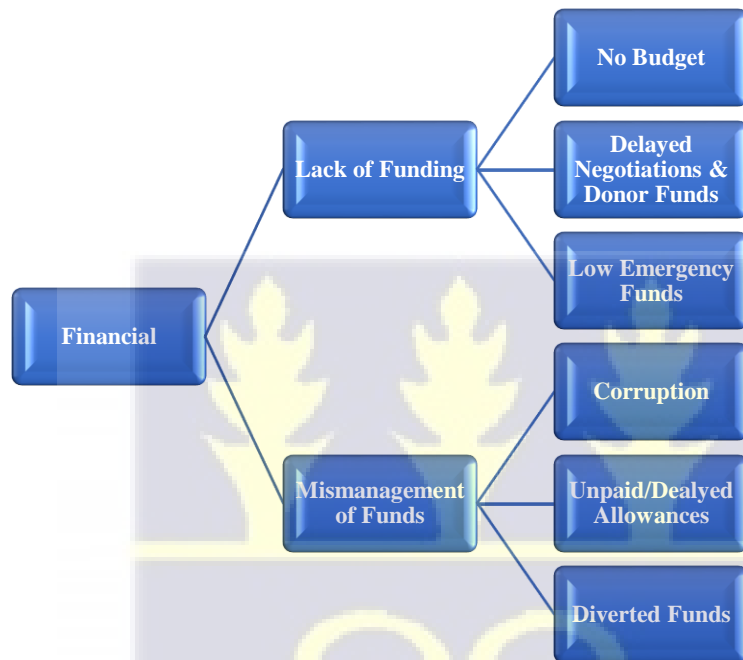 Financial
Lack of Funding
No Budget
Delayed
Negotiations &
Donor Funds
Low Emergency
Funds
Mismanagement
of Funds
Corruption
Unpaid/Dealyed
Allowances
Diverted Funds